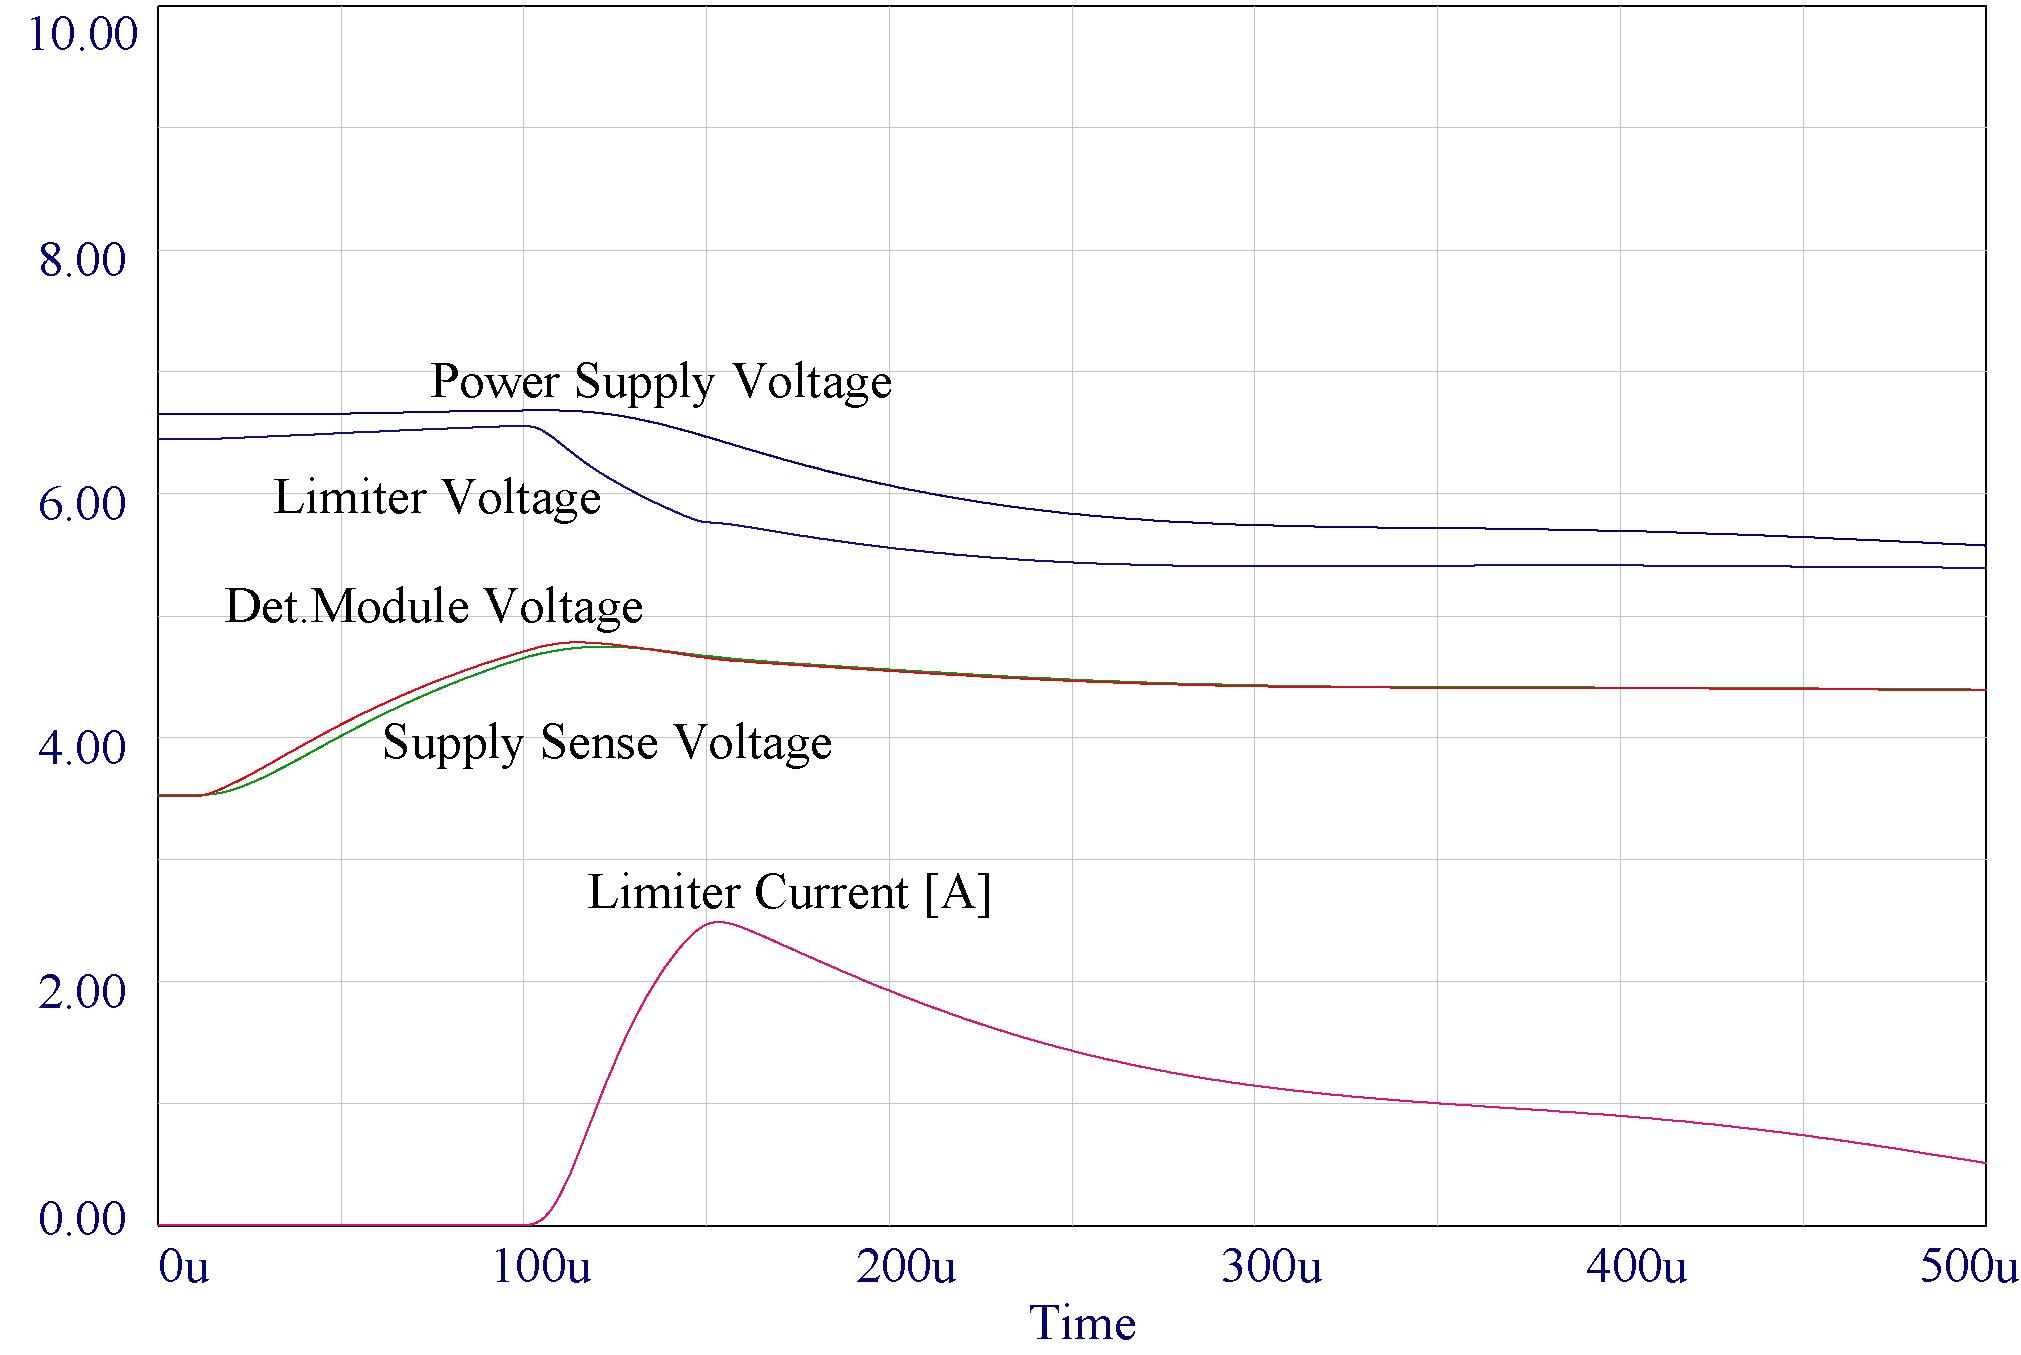 10.00
8.00
Power Supply Voltage
6.00
Limiter Voltage
Det.Module Voltage
4.00
Supply Sense Voltage
Limiter Current [A]
2.00
0.00
0u 100u 200u 300u 400u 500u
Time